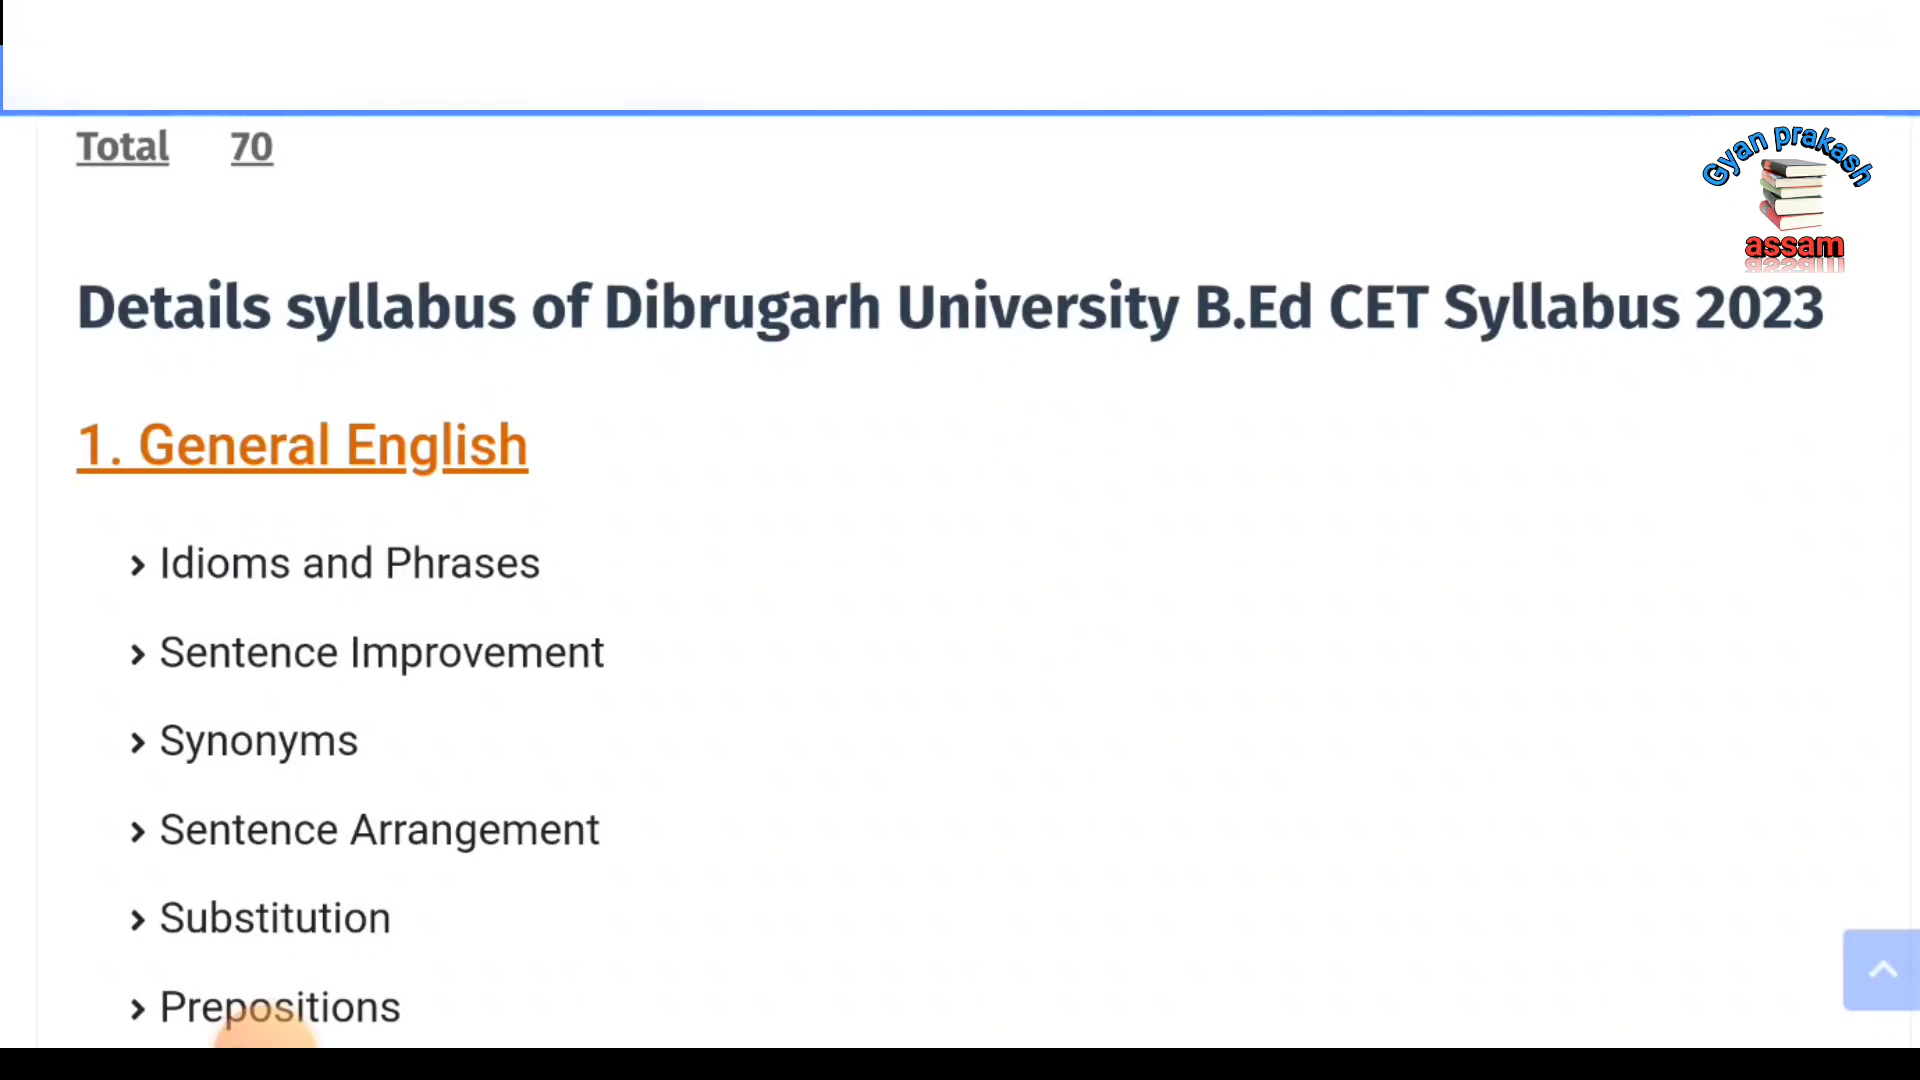 Total 70
Gyan prakash
assam
Details syllabus of Dibrugarh University B.Ed CET Syllabus 2023
1. General English
› Idioms and Phrases
› Sentence Improvement
› Synonyms
› Sentence Arrangement
› Substitution
› Prepositions